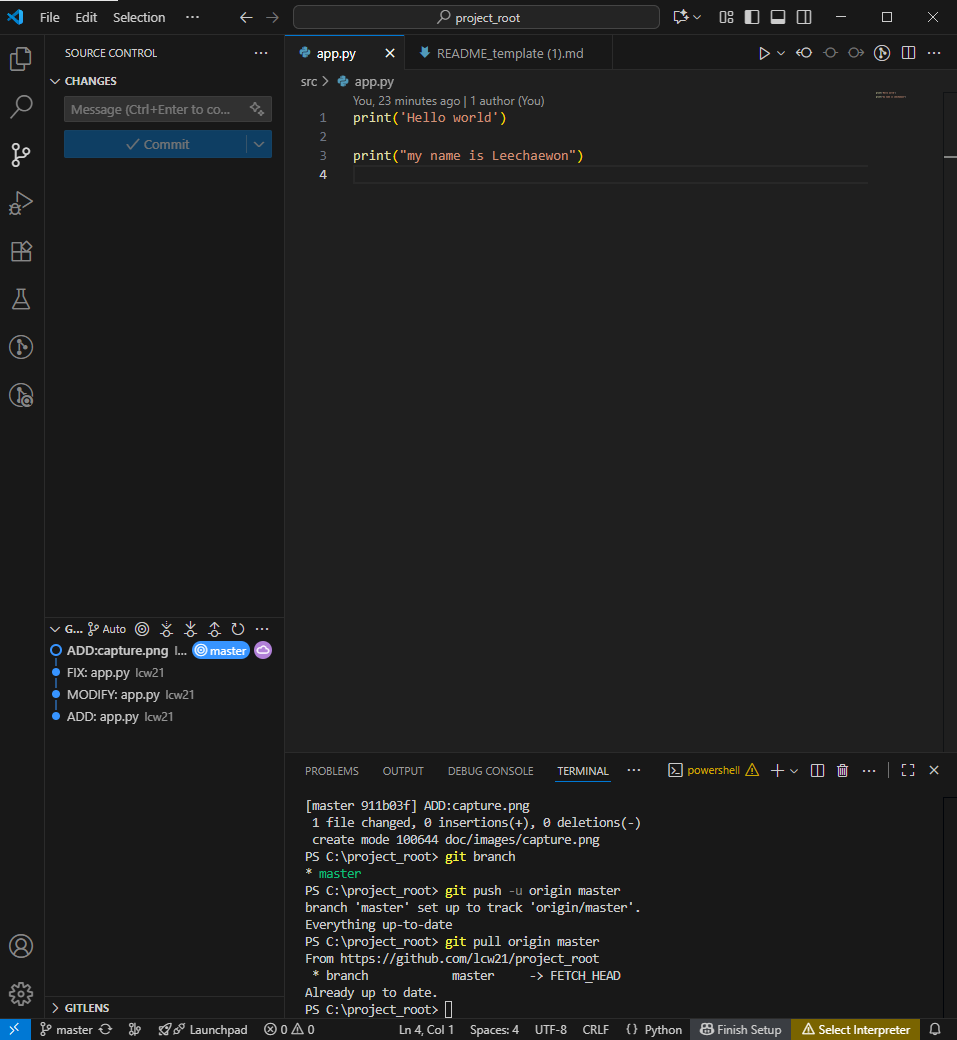 File Edit Selection ··· project_root
SOURCE CONTROL ···
CHANGES
Message (Ctrl+Enter to co...
Commit
app.py
README_template (1).md
src > app.py
You, 23 minutes ago | 1 author (You)
1 print('Hello world')
2
3 print("my name is Leechaewon")
4
G... Auto
ADD:capture.png l... master
FIX: app.py lcw21
MODIFY: app.py lcw21
ADD: app.py lcw21
GITLENS
PROBLEMS OUTPUT DEBUG CONSOLE TERMINAL ··· powershell
[master 911b03f] ADD:capture.png
1 file changed, 0 insertions(+), 0 deletions(-)
create mode 100644 doc/images/capture.png
PS C:\project_root> git branch
* master
PS C:\project_root> git push -u origin master
branch 'master' set up to track 'origin/master'.
Everything up-to-date
PS C:\project_root> git pull origin master
From https://github.com/lcw21/project_root
* branch master -> FETCH_HEAD
Already up to date.
PS C:\project_root>
master Launchpad 0 0 Ln 4, Col 1 Spaces: 4 UTF-8 CRLF {} Python Finish Setup Select Interpreter